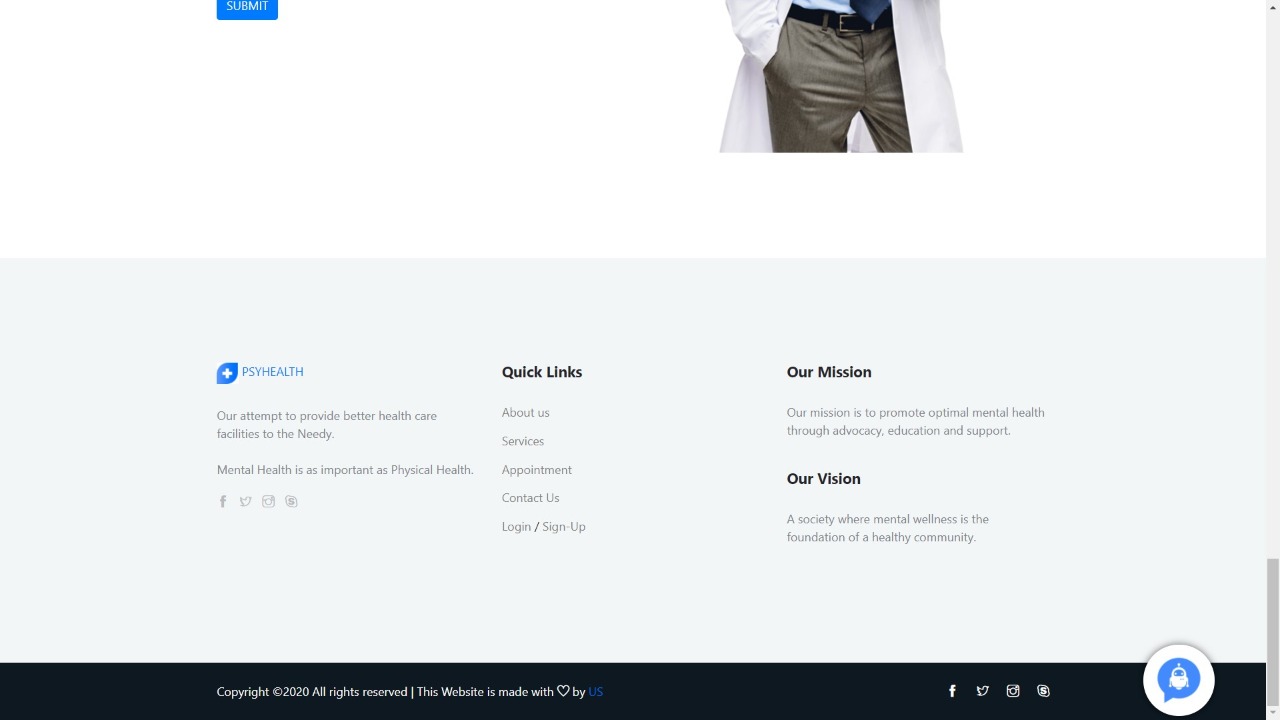 SUBMIT
PSYHEALTH
Our attempt to provide better health care
facilities to the Needy.
Mental Health is as important as Physical Health.
Quick Links
About us
Services
Appointment
Contact Us
Login / Sign-Up
Our Mission
Our mission is to promote optimal mental health
through advocacy, education and support.
Our Vision
A society where mental wellness is the
foundation of a healthy community.
Copyright ©2020 All rights reserved | This Website is made with ♡ by US